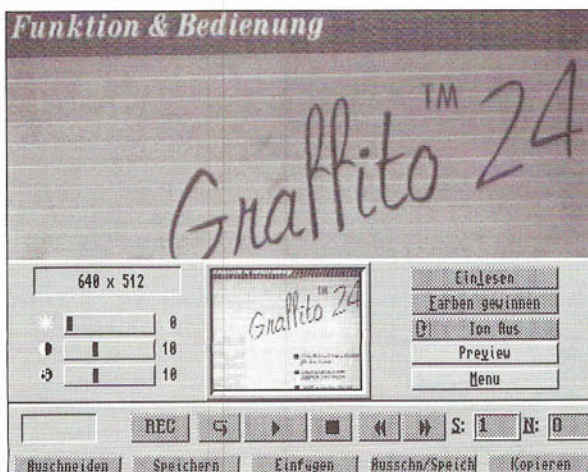 Funktion & Bedienung
Graffito™ 24
640 x 512
Graffito™ 24
Einlesen
0
Farben gewinnen
10
Ton Aus
10
Preview
Menu
REC
S: 1 N: 0
Ausschneiden Speichern Einfügen Ausschn/Speich Kopieren